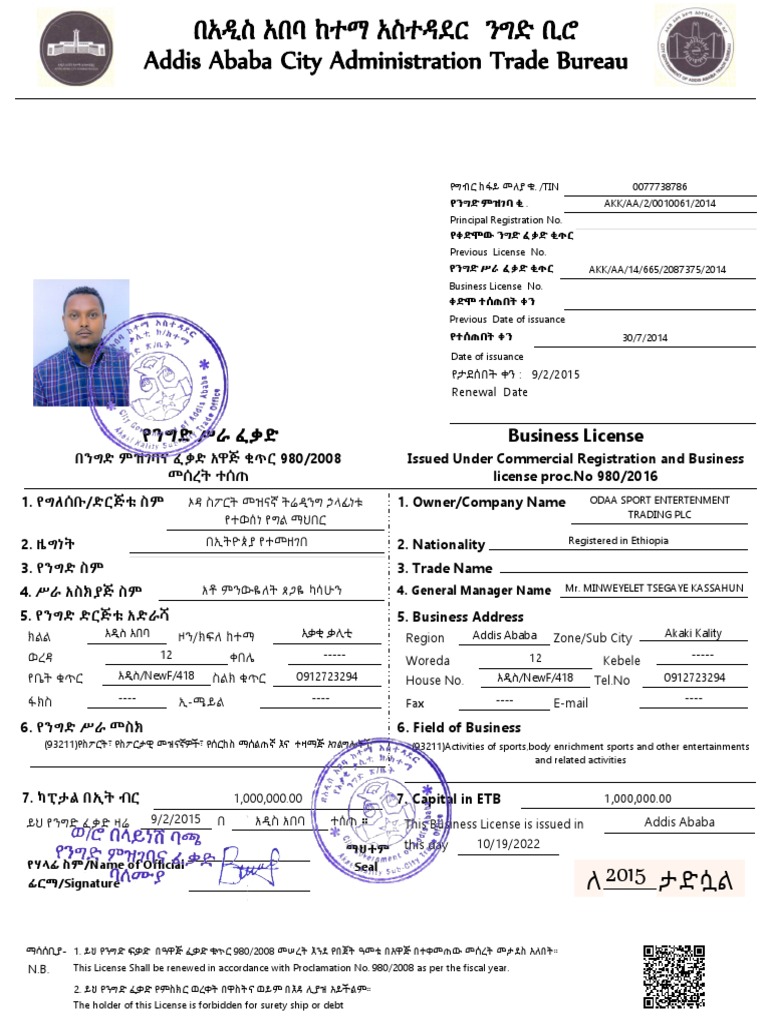 በአዲስ አበባ ከተማ አስተዳደር ንግድ ቢሮ
Addis Ababa City Administration Trade Bureau
የግብር ከፋይ መለያ ቁ. /TIN 0077738786
የንግድ ምዝገባ ቁ . AKK/AA/2/0010061/2014
Principal Registration No.
የቀድሞው ንግድ ፈቃድ ቁጥር
Previous License No.
የንግድ ሥራ ፈቃድ ቁጥር AKK/AA/14/665/2087375/2014
Business License No.
ቀድሞ ተሰጠበት ቀን
Previous Date of issuance
የተሰጠበት ቀን 30/7/2014
Date of issuance
የታደሰበት ቀን : 9/2/2015
Renewal Date
የንግድ ሥራ ፈቃድ Business License
በንግድ ምዝገባና ፈቃድ አዋጅ ቁጥር 980/2008 Issued Under Commercial Registration and Business
መሰረት ተሰጠ license proc.No 980/2016
1. የግለሰቡ/ድርጅቱ ስም ኦዳ ስፖርት መዝናኛ ትሬዲንግ ኃላፊነቱ 1. Owner/Company Name ODAA SPORT ENTERTENMENT
የተወሰነ የግል ማህበር TRADING PLC
2. ዜግነት በኢትዮጵያ የተመዘገበ 2. Nationality Registered in Ethiopia
3. የንግድ ስም 3. Trade Name
4. ሥራ አስኪያጅ ስም አቶ ምንውዬለት ጸጋዬ ካሳሁን 4. General Manager Name Mr. MINWEYELET TSEGAYE KASSAHUN
5. የንግድ ድርጅቱ አድራሻ 5. Business Address
ክልል አዲስ አበባ ዞን/ክፍለ ከተማ አቃቂ ቃሊቲ Region Addis Ababa Zone/Sub City Akaki Kality
ወረዳ 12 ቀበሌ ----- Woreda 12 Kebele -----
የቤት ቁጥር አዲስ/NewF/418 ስልክ ቁጥር 0912723294 House No. አዲስ/NewF/418 Tel.No 0912723294
ፋክስ ---- ኢ-ሜይል ---- Fax ---- E-mail ----
6. የንግድ ሥራ መስክ 6. Field of Business
(93211)የስፖርት፣ የስፖርታዊ መዝናኛዎች፣ የሰርከስ ማሰልጠኛ እና ተዛማጅ አገልግሎቶች (93211)Activities of sports,body enrichment sports and other entertainments
and related activities
7. ካፒታል በኢት ብር 1,000,000.00 7. Capital in ETB 1,000,000.00
ይህ የንግድ ፈቃድ ዛሬ 9/2/2015 በ አዲስ አበባ ተሰጠ ። This Business License is issued in Addis Ababa
this day 10/19/2022
ወ/ሮ በላይነሽ ባጫ
የንግድ ምዝገባና ፈቃድ
ባለሙያ
የሃላፊ ስም/Name of Official
ፊርማ/Signature
ማህተም
Seal
ለ 2015 ታድሷል
ማሳሰቢያ- 1. ይህ የንግድ ፍቃድ በዓዋጅ ፈቃድ ቁጥር 980/2008 መሠረት እንደ የበጀት ዓመቱ በአዋጅ በተቀመጠው መሰረት መታደስ አለበት።
N.B. This License Shall be renewed in accordance with Proclamation No. 980/2008 as per the fiscal year.
2. ይህ የንግድ ፈቃድ የምስክር ወረቀት በዋስትና ወይም በእዳ ሊያዝ አይችልም።
The holder of this License is forbidden for surety ship or debt